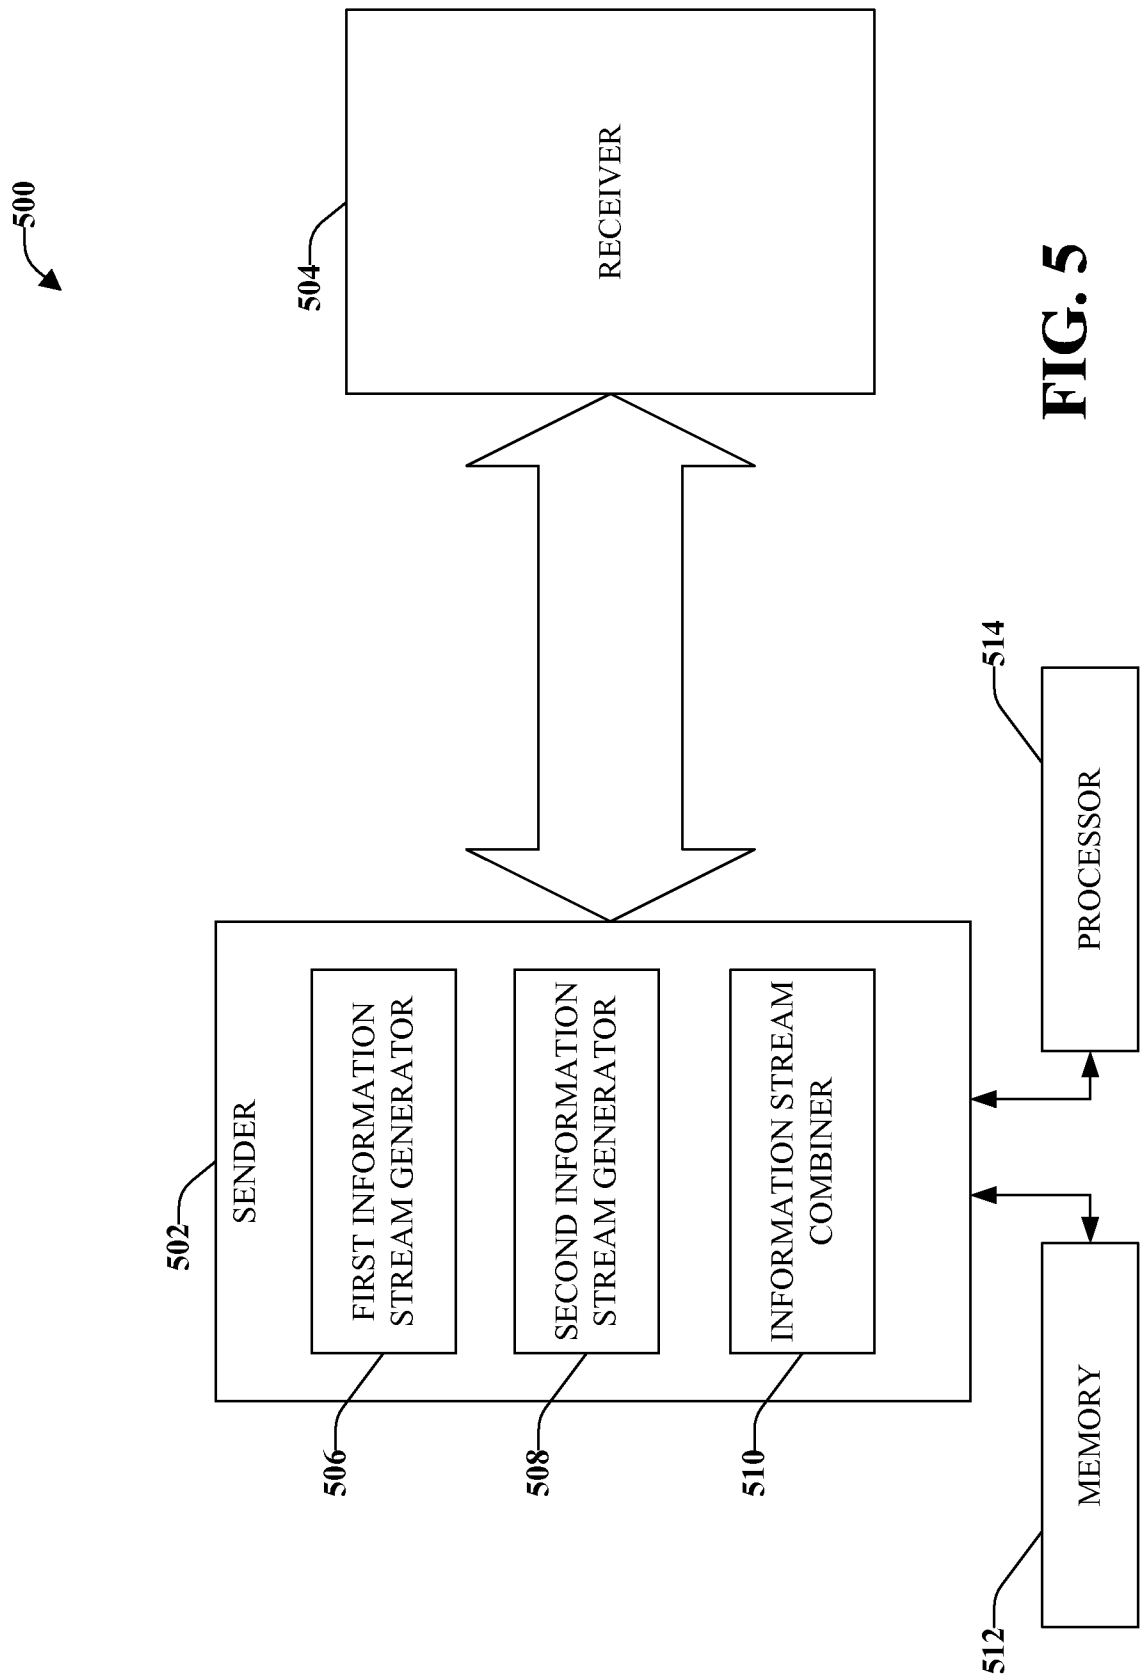 500
502
SENDER
504
506
FIRST INFORMATION
STREAM GENERATOR
508
SECOND INFORMATION
STREAM GENERATOR
510
INFORMATION STREAM
COMBINER
RECEIVER
512
MEMORY
514
PROCESSOR
FIG. 5